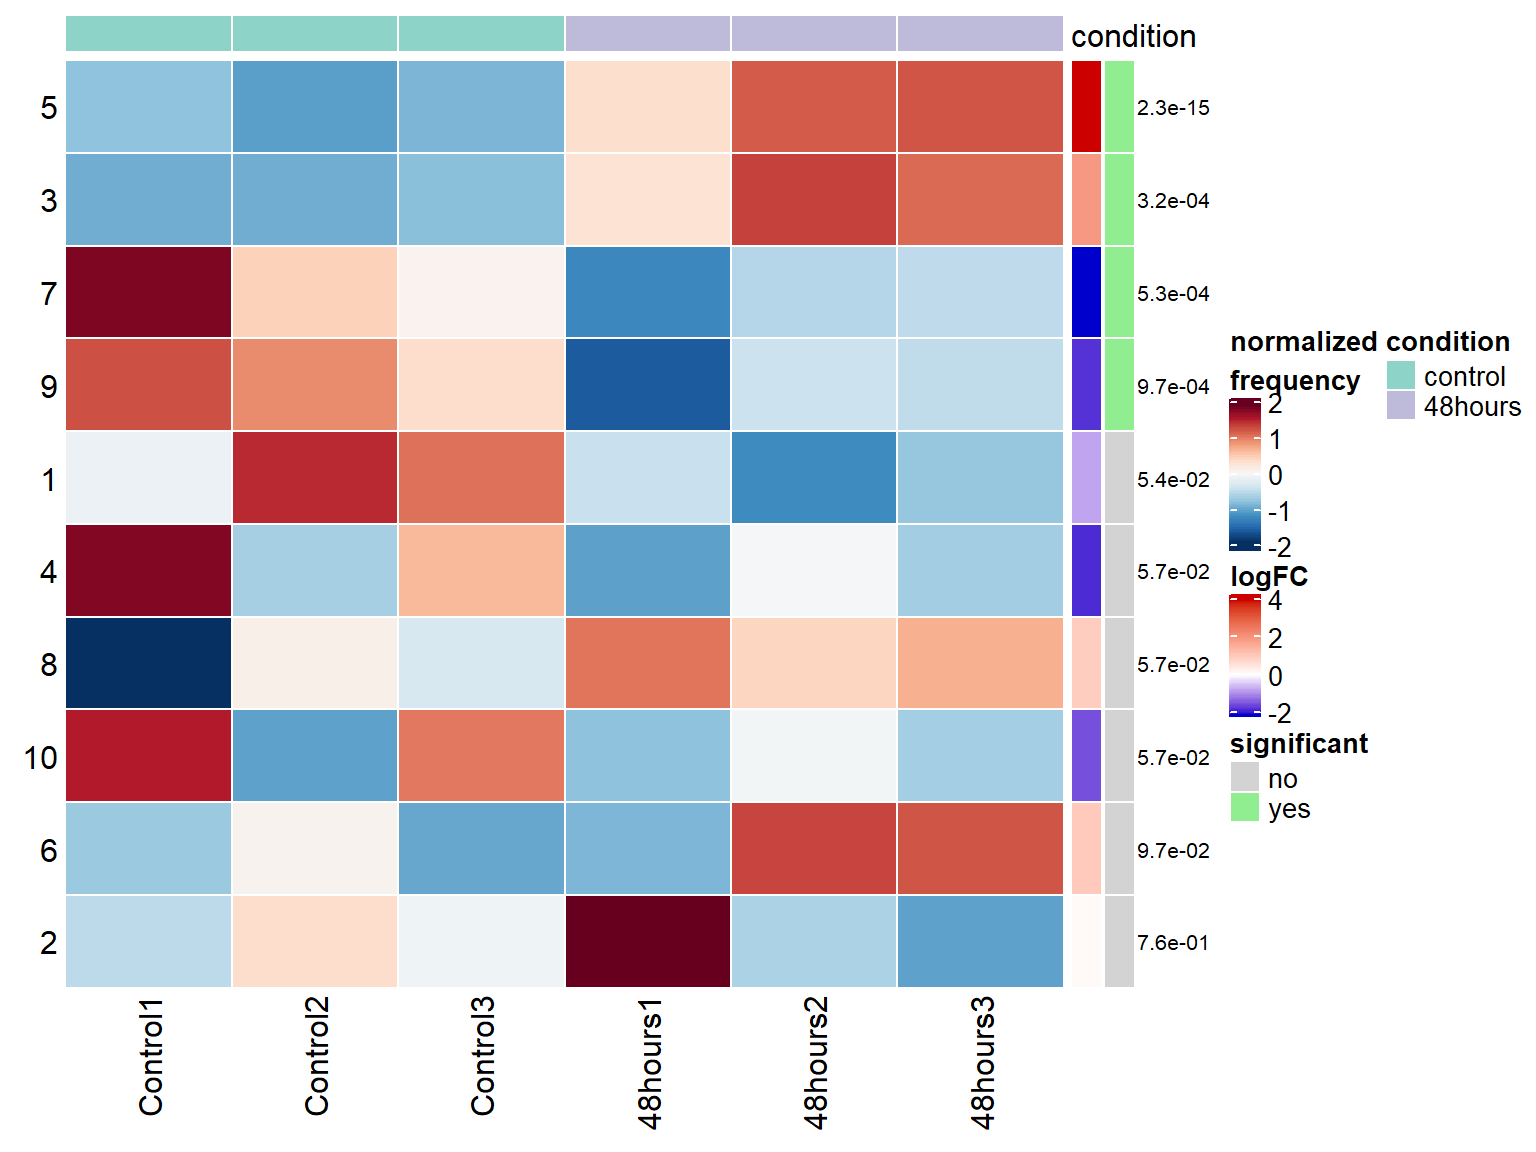 condition
5 2.3e-15
3 3.2e-04
7 5.3e-04
9 9.7e-04
1 5.4e-02
4 5.7e-02
8 5.7e-02
10 5.7e-02
6 9.7e-02
2 7.6e-01
Control1 Control2 Control3 48hours1 48hours2 48hours3
normalized
frequency
2
1
0
-1
-2
condition
control
48hours
logFC
4
2
0
-2
significant
no
yes